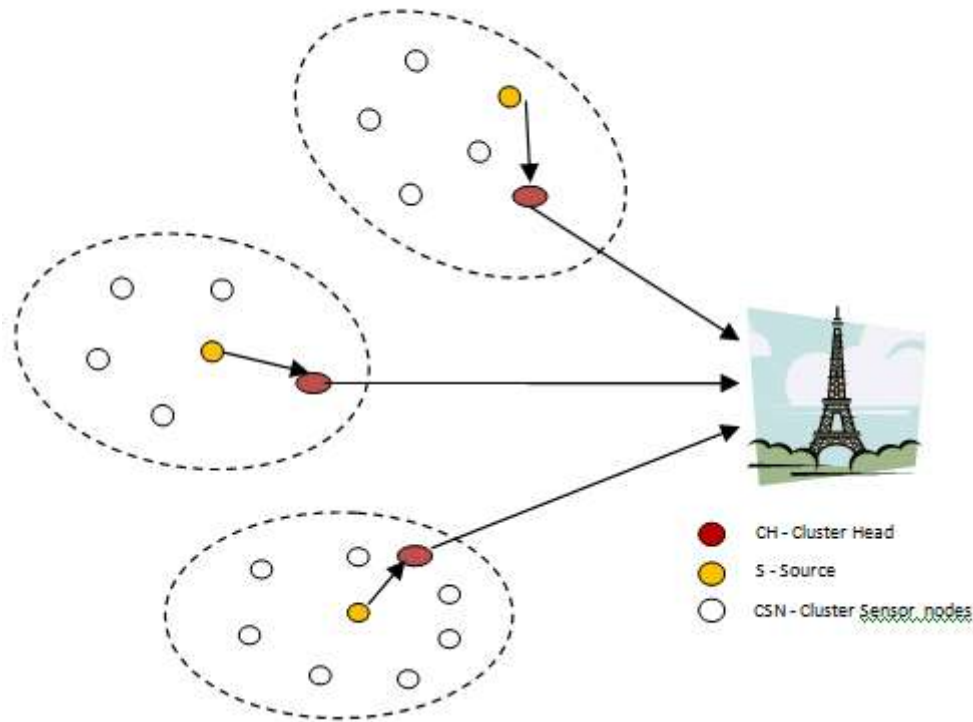 CH - Cluster Head
S - Source
CSN - Cluster Sensor nodes